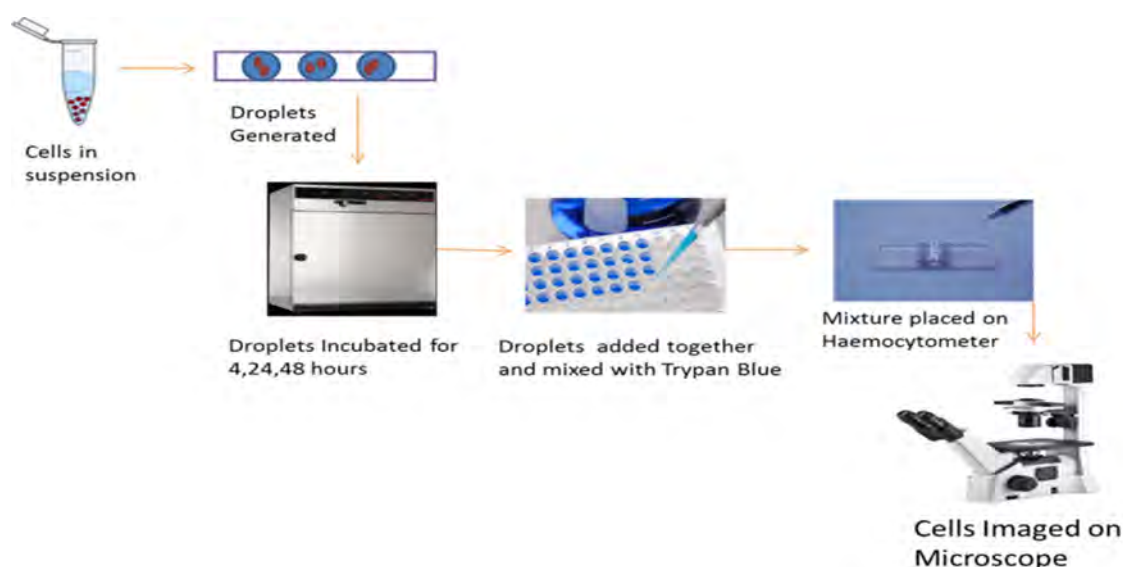 Cells in
suspension
Droplets
Generated
Droplets Incubated for
4,24,48 hours
Droplets added together
and mixed with Trypan Blue
Mixture placed on
Haemocytometer
Cells Imaged on
Microscope